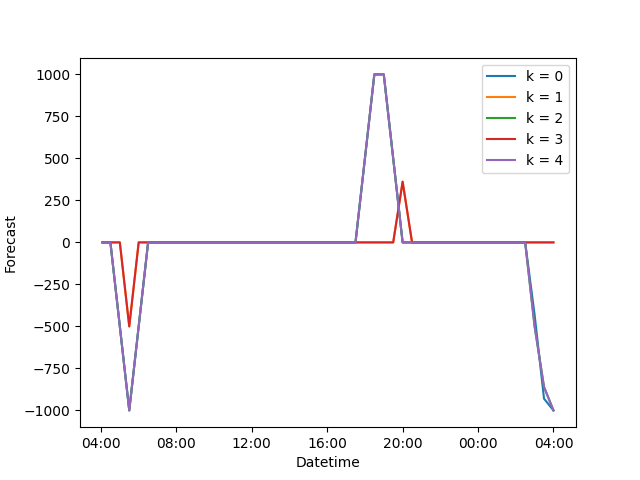 1000
750
500
250
0
−250
−500
−750
−1000
Forecast
04:00 08:00 12:00 16:00 20:00 00:00 04:00
Datetime
k = 0
k = 1
k = 2
k = 3
k = 4